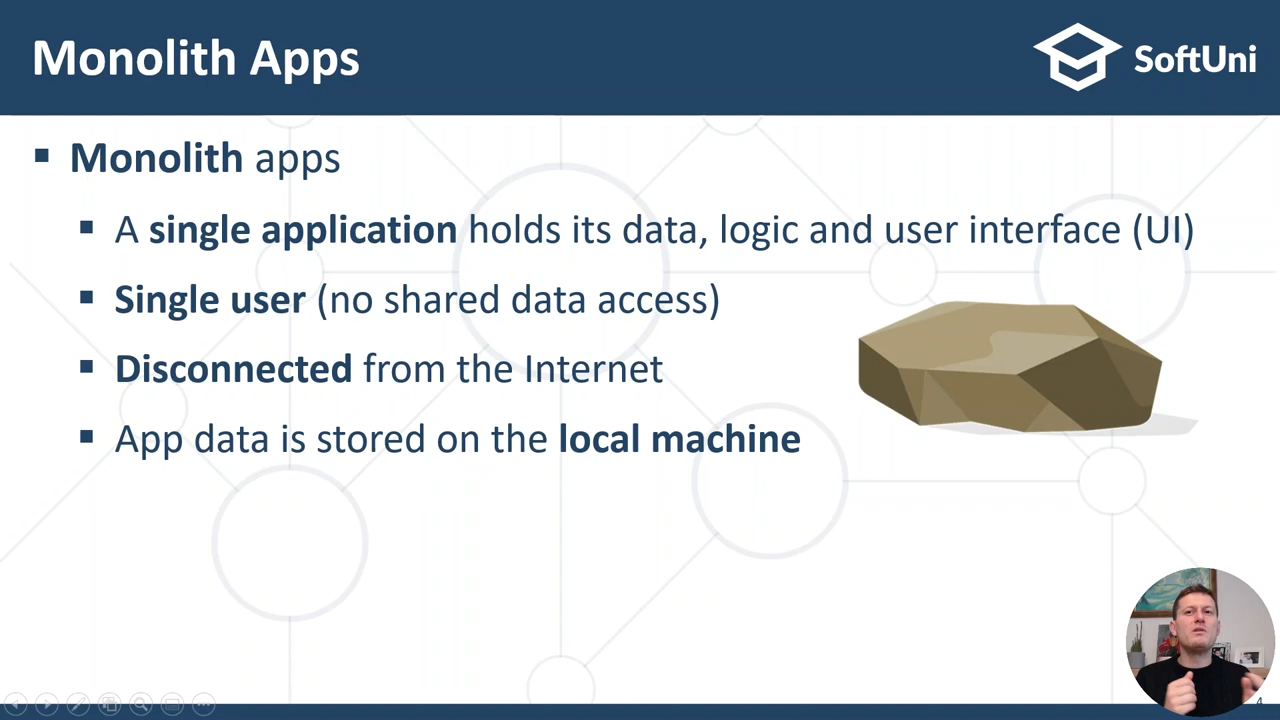 Monolith Apps
SoftUni
▪ Monolith apps
▪ A single application holds its data, logic and user interface (UI)
▪ Single user (no shared data access)
▪ Disconnected from the Internet
▪ App data is stored on the local machine
4